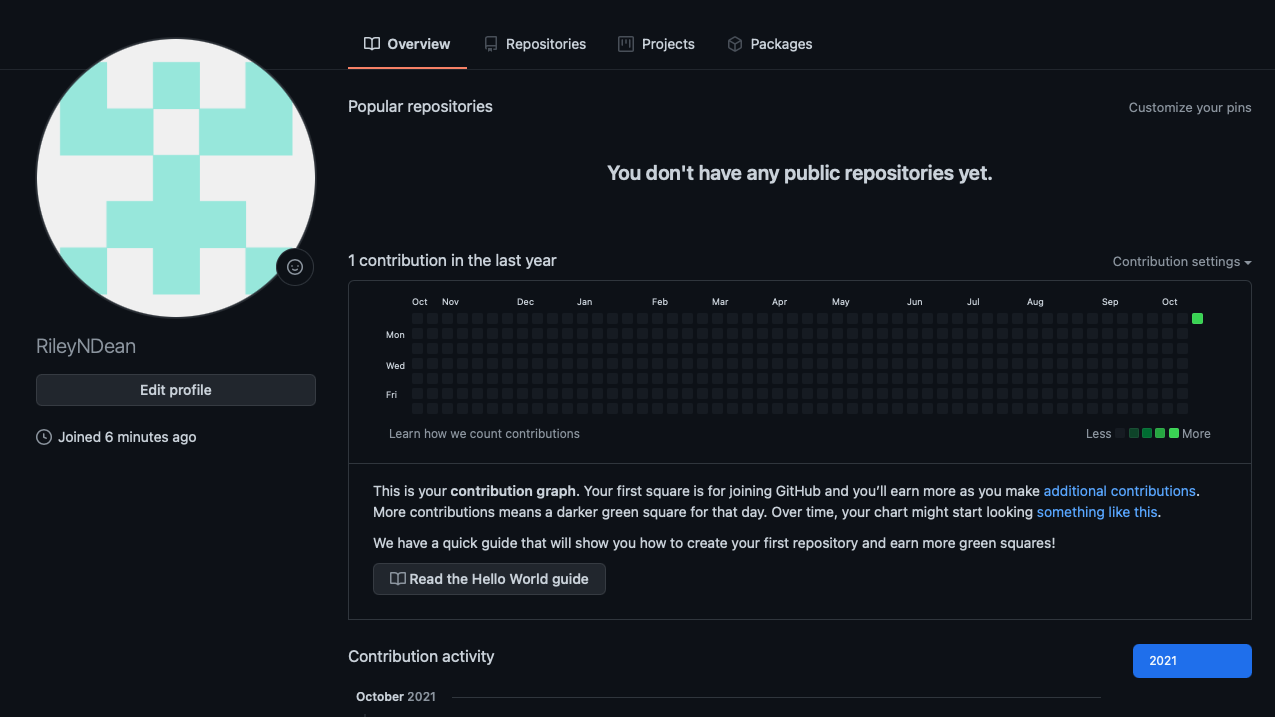 Overview Repositories Projects Packages
Popular repositories Customize your pins
You don't have any public repositories yet.
1 contribution in the last year Contribution settings
Oct Nov Dec Jan Feb Mar Apr May Jun Jul Aug Sep Oct
Mon
Wed
Fri
Learn how we count contributions Less More
RileyNDean
Edit profile
Joined 6 minutes ago
This is your contribution graph. Your first square is for joining GitHub and you’ll earn more as you make additional contributions.
More contributions means a darker green square for that day. Over time, your chart might start looking something like this.
We have a quick guide that will show you how to create your first repository and earn more green squares!
Read the Hello World guide
Contribution activity 2021
October 2021